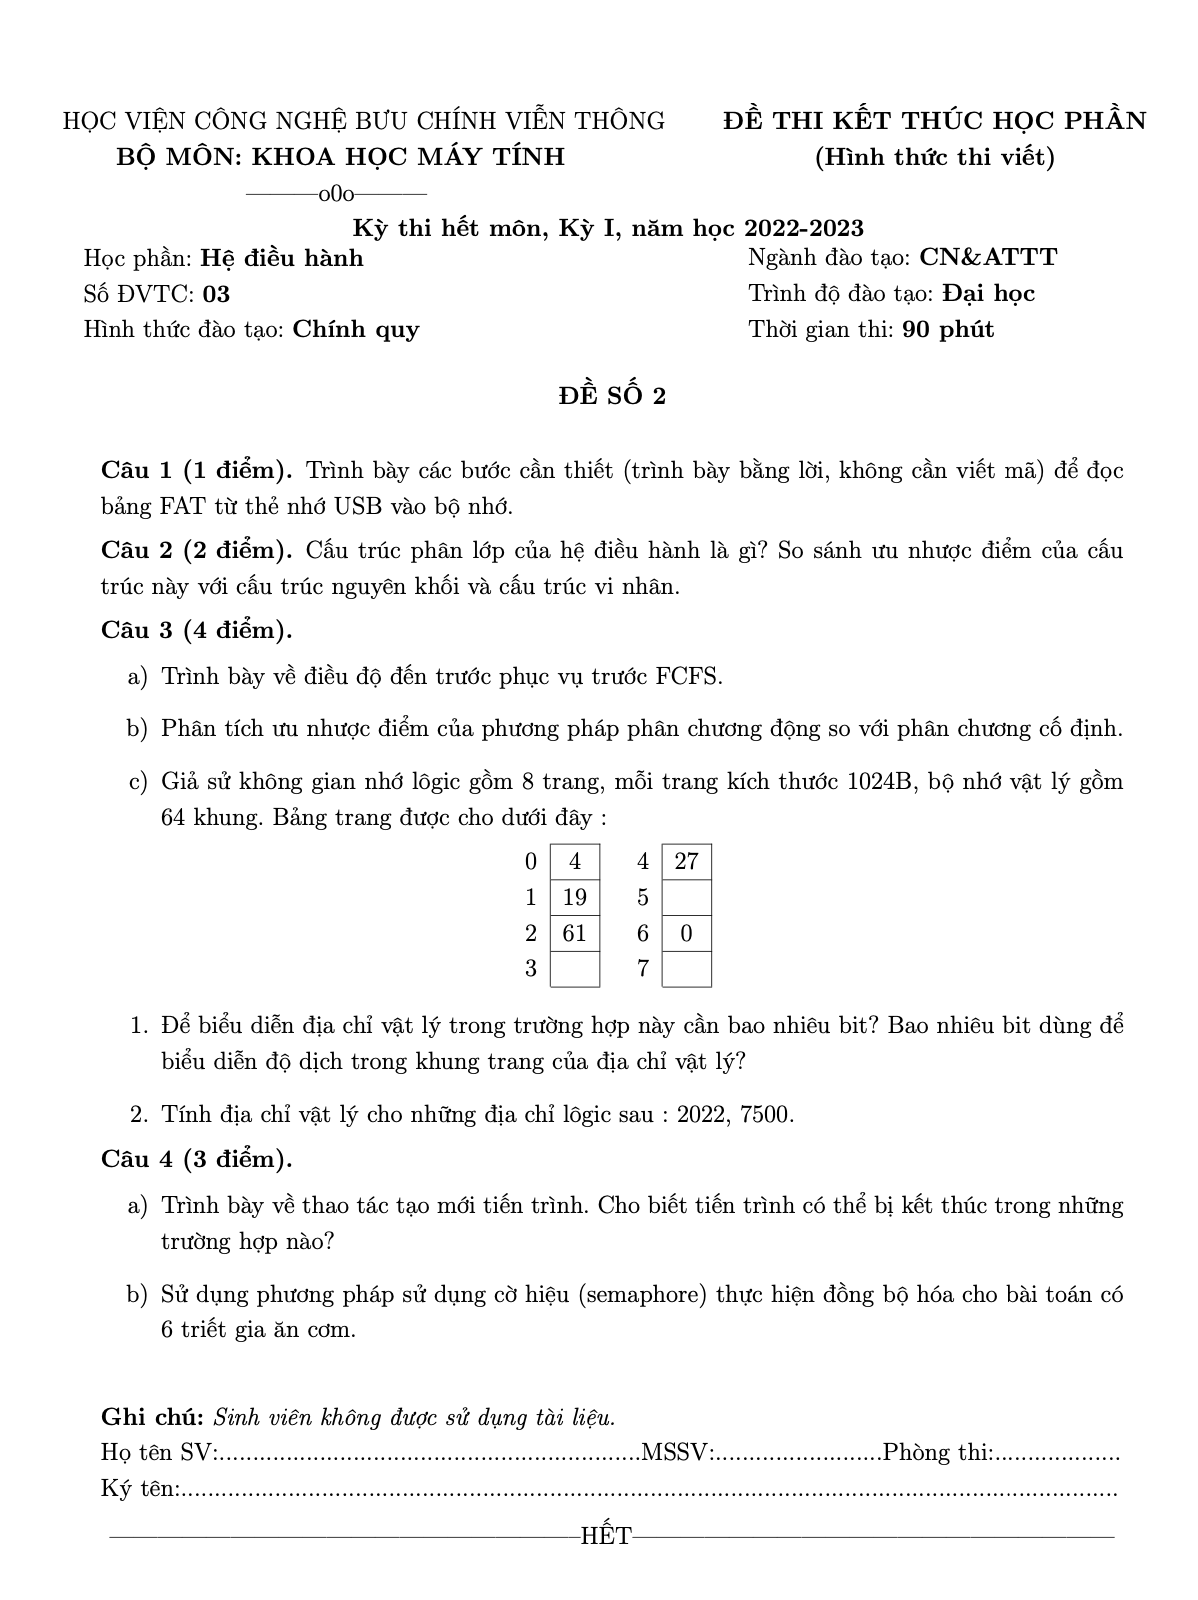 HỌC VIỆN CÔNG NGHỆ BƯU CHÍNH VIỄN THÔNG
BỘ MÔN: KHOA HỌC MÁY TÍNH
———o0o———
ĐỀ THI KẾT THÚC HỌC PHẦN
(Hình thức thi viết)
Kỳ thi hết môn, Kỳ I, năm học 2022-2023
Học phần: Hệ điều hành
Số ĐVTC: 03
Hình thức đào tạo: Chính quy
Ngành đào tạo: CN&ATTT
Trình độ đào tạo: Đại học
Thời gian thi: 90 phút
ĐỀ SỐ 2
Câu 1 (1 điểm). Trình bày các bước cần thiết (trình bày bằng lời, không cần viết mã) để đọc
bảng FAT từ thẻ nhớ USB vào bộ nhớ.
Câu 2 (2 điểm). Cấu trúc phân lớp của hệ điều hành là gì? So sánh ưu nhược điểm của cấu
trúc này với cấu trúc nguyên khối và cấu trúc vi nhân.
Câu 3 (4 điểm).
a) Trình bày về điều độ đến trước phục vụ trước FCFS.
b) Phân tích ưu nhược điểm của phương pháp phân chương động so với phân chương cố định.
c) Giả sử không gian nhớ lôgic gồm 8 trang, mỗi trang kích thước 1024B, bộ nhớ vật lý gồm
64 khung. Bảng trang được cho dưới đây :
0 4 4 27
1 19 5
2 61 6 0
3 7
1. Để biểu diễn địa chỉ vật lý trong trường hợp này cần bao nhiêu bit? Bao nhiêu bit dùng để
biểu diễn độ dịch trong khung trang của địa chỉ vật lý?
2. Tính địa chỉ vật lý cho những địa chỉ lôgic sau : 2022, 7500.
Câu 4 (3 điểm).
a) Trình bày về thao tác tạo mới tiến trình. Cho biết tiến trình có thể bị kết thúc trong những
trường hợp nào?
b) Sử dụng phương pháp sử dụng cờ hiệu (semaphore) thực hiện đồng bộ hóa cho bài toán có
6 triết gia ăn cơm.
Ghi chú: Sinh viên không được sử dụng tài liệu.
Họ tên SV:...............................................................MSSV:.........................Phòng thi:...................
Ký tên:............................................................................................................................................
————————————————————HẾT————————————————————